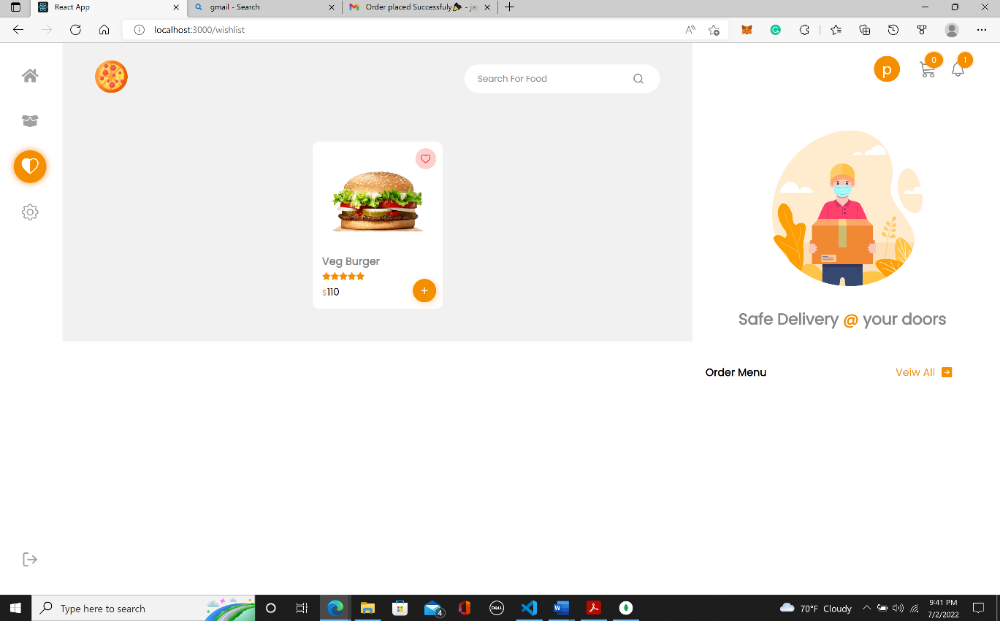 React App
gmail - Search
Order placed Successfuly🎉 - jay
localhost:3000/wishlist
Search For Food
p
0
1
Veg Burger
$110
Safe Delivery @ your doors
Order Menu
Veiw All
Type here to search
DELL
4
70°F Cloudy
9:41 PM
7/2/2022